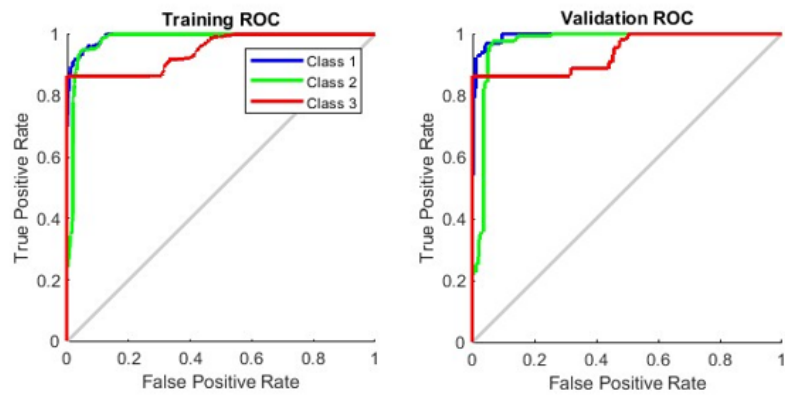 Training ROC
1
0.8
0.6
0.4
0.2
0
True Positive Rate
Class 1
Class 2
Class 3
0 0.2 0.4 0.6 0.8 1
False Positive Rate
Validation ROC
1
0.8
0.6
0.4
0.2
0
True Positive Rate
0 0.2 0.4 0.6 0.8 1
False Positive Rate